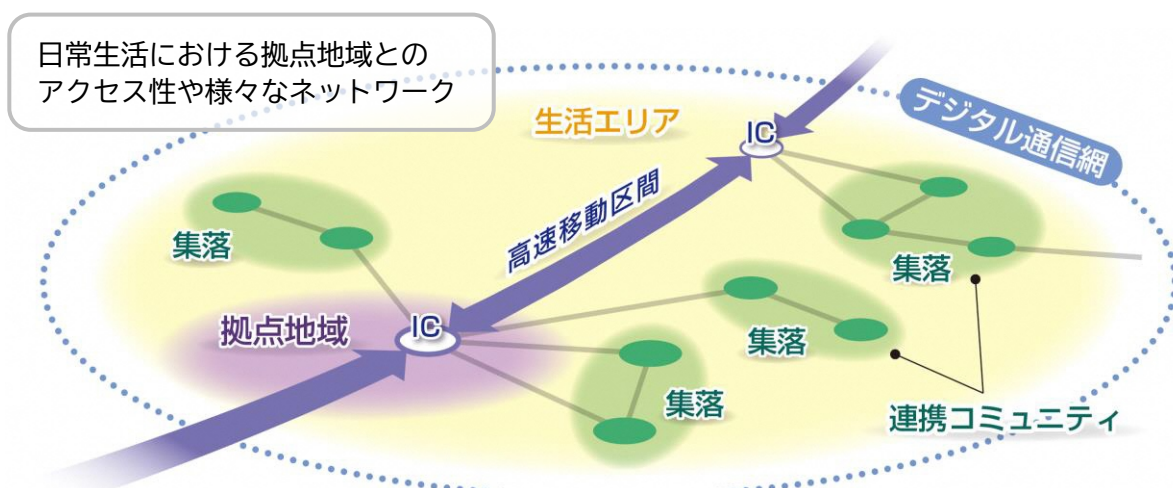 日常生活における拠点地域との
アクセス性や様々なネットワーク
生活エリア
IC
デジタル通信網
高速移動区間
集落
集落
拠点地域
IC
集落
集落
連携コミュニティ